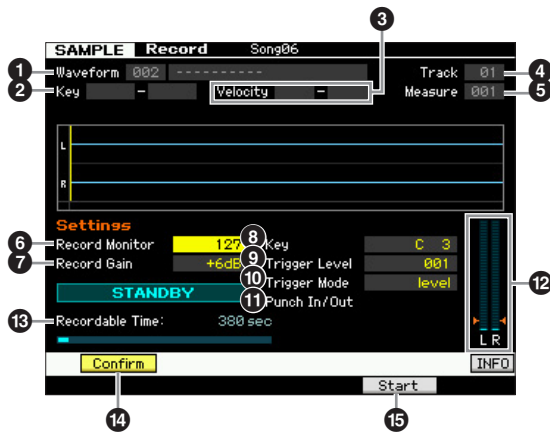 3
SAMPLE Record Song06
1 Waveform 002 ---------- Track 01 4
2 Key - Velocity - Measure 001 5
L
R
Settings
6 Record Monitor 127 8 Key C 3
7 Record Gain +6dB 9 Trigger Level 001
10 Trigger Mode level
STANDBY 11 Punch In/Out 12
13 Recordable Time: 380 sec
L R
Confirm INFO
Start
14 15